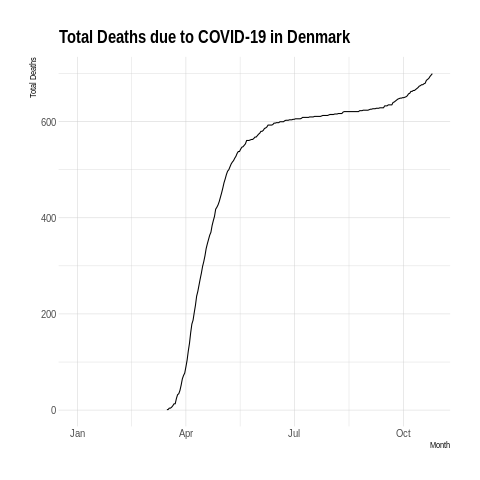 Total Deaths due to COVID-19 in Denmark
Total Deaths
600
400
200
0
Jan Apr Jul Oct
Month